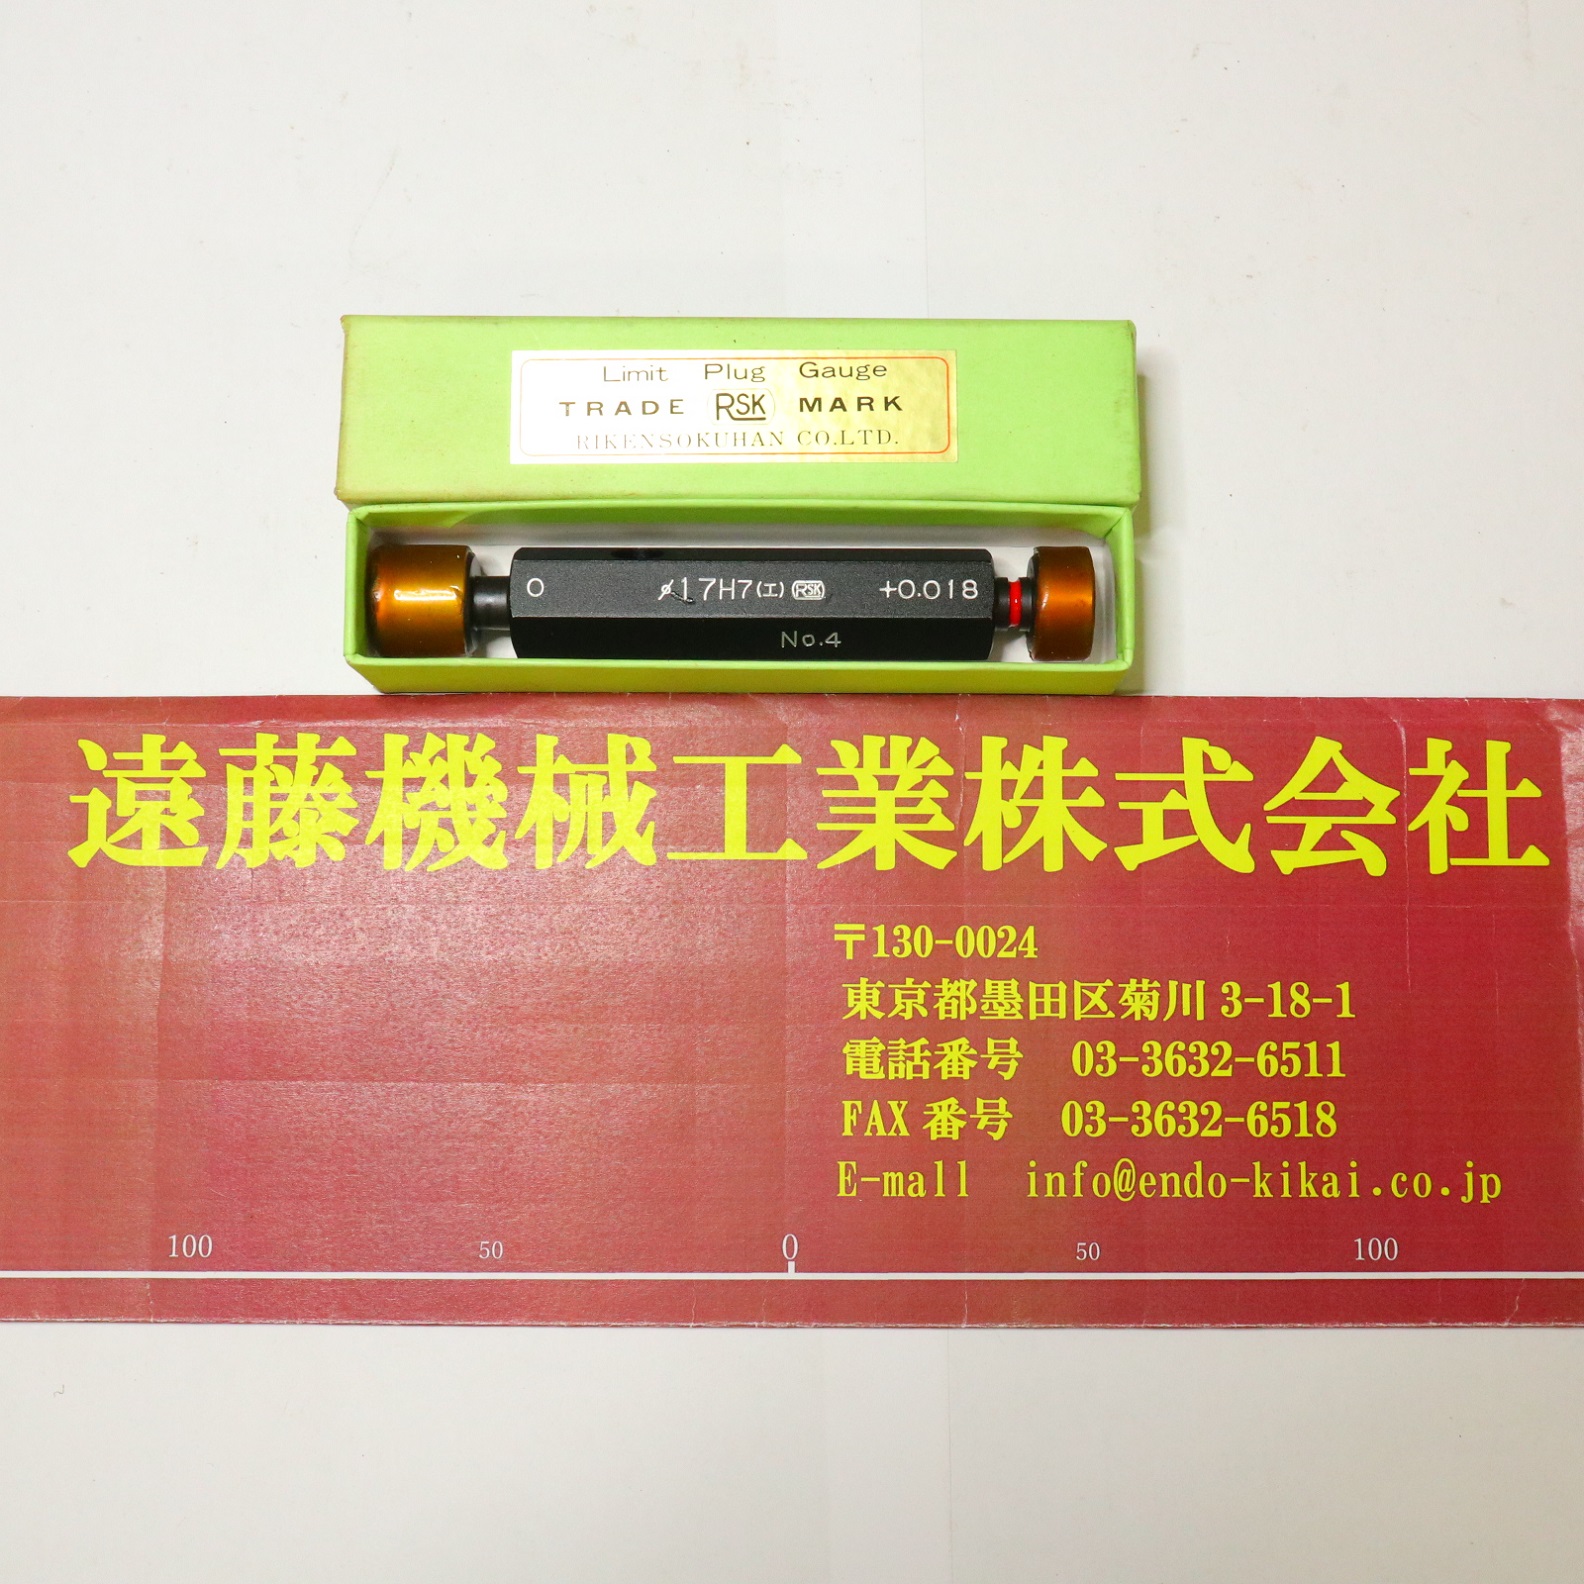 Limit Plug Gauge
TRADE RSK MARK
RIKENSOKUHAN CO.LTD.
0 ⌀17H7(工) RSK +0.018
No.4
遠藤機械工業株式会社
〒130-0024
東京都墨田区菊川 3-18-1
電話番号 03-3632-6511
FAX 番号 03-3632-6518
E-mall info@endo-kikai.co.jp
100 50 0 50 100